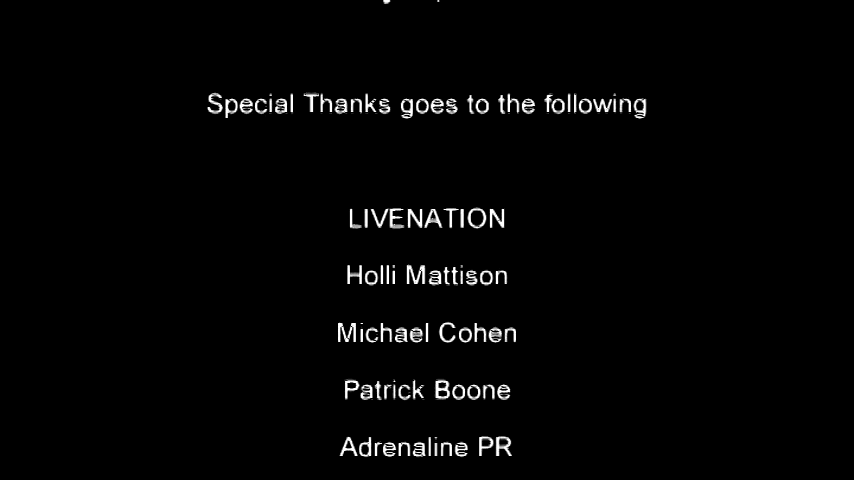 Special Thanks goes to the following
LIVENATION
Holli Mattison
Michael Cohen
Patrick Boone
Adrenaline PR